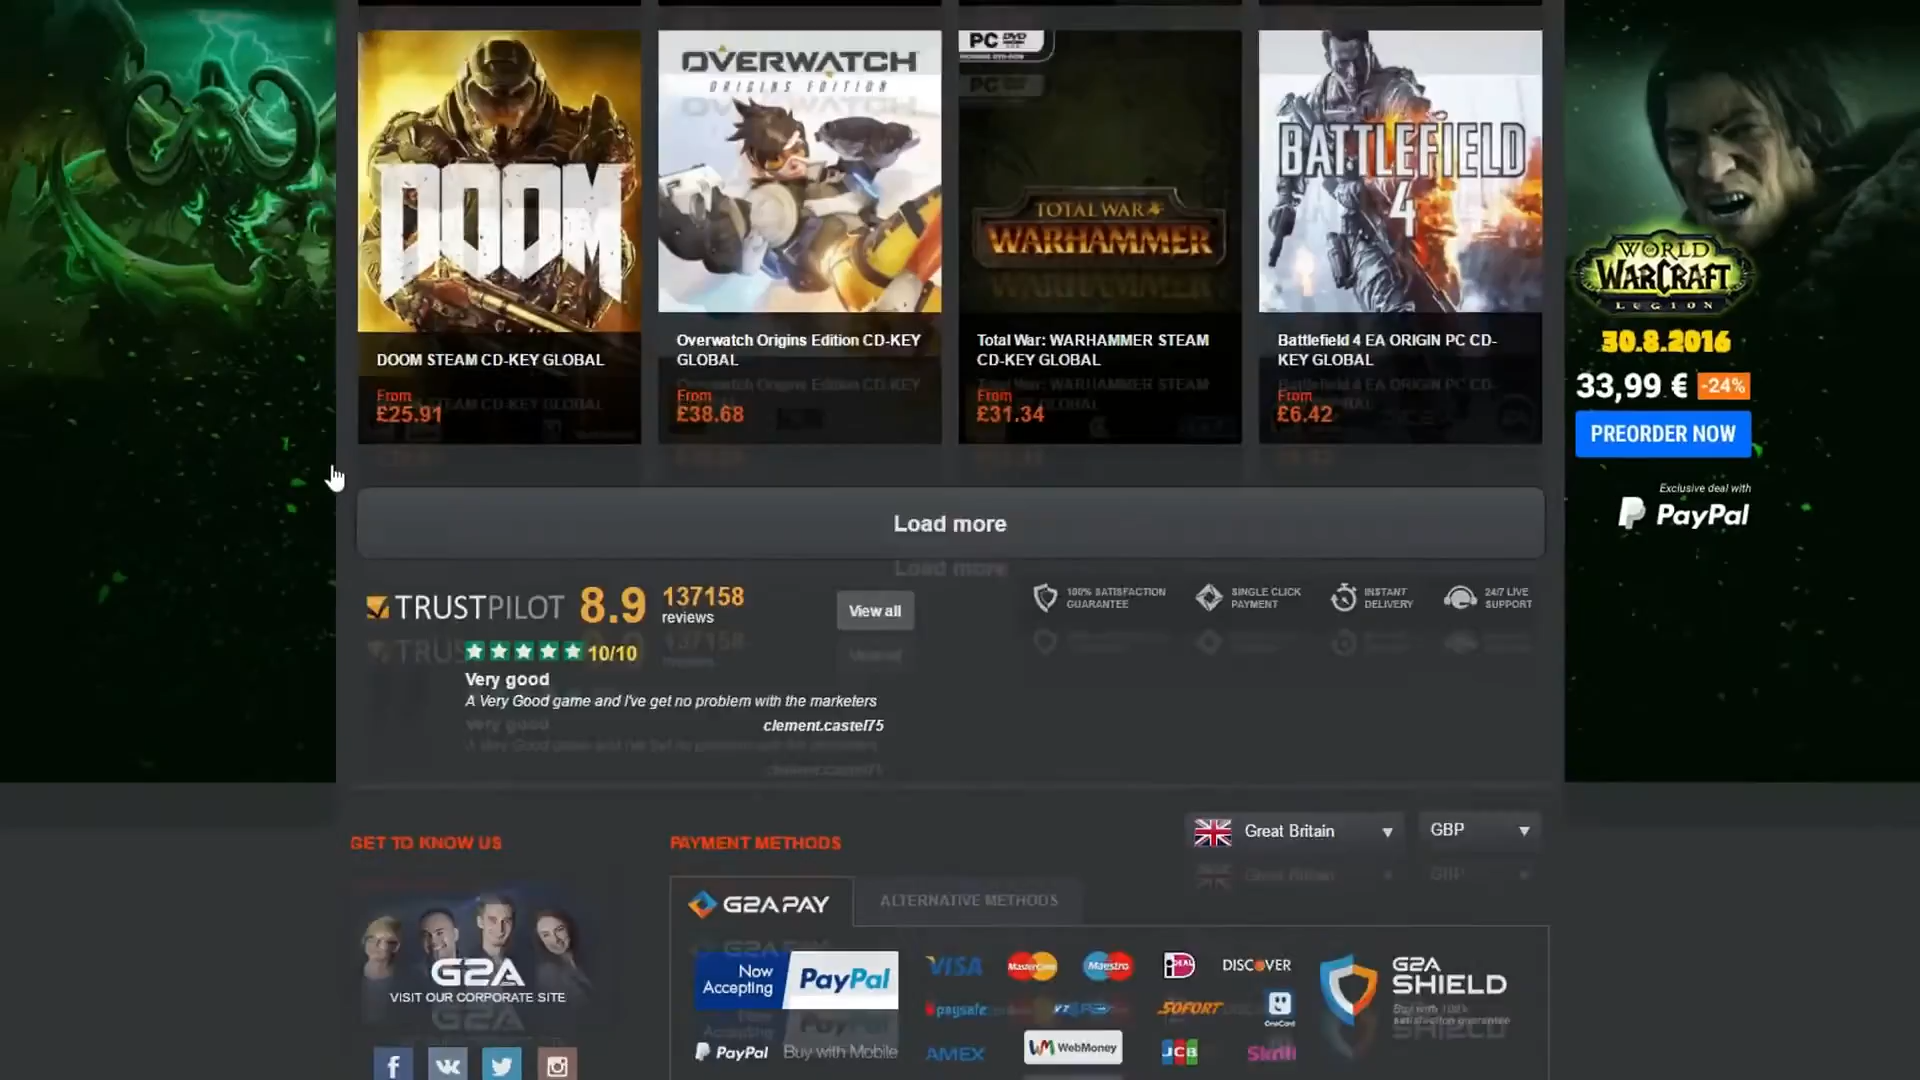 OVERWATCH
ORIGINS EDITION
PC DVD
DOOM
TOTAL WAR
WARHAMMER
BATTLEFIELD
4
DOOM STEAM CD-KEY GLOBAL
From
£25.91
Overwatch Origins Edition CD-KEY
GLOBAL
From
£38.68
Total War: WARHAMMER STEAM
CD-KEY GLOBAL
From
£31.34
Battlefield 4 EA ORIGIN PC CD-
KEY GLOBAL
From
£6.42
WORLD
WARCRAFT
LEGION
30.8.2016
33,99 € -24%
PREORDER NOW
Exclusive deal with
PayPal
Load more
TRUSTPILOT 8.9 137158
reviews
View all
100% SATISFACTION
GUARANTEE
SINGLE CLICK
PAYMENT
INSTANT
DELIVERY
24/7 LIVE
SUPPORT
10/10
Very good
A Very Good game and I've get no problem with the marketers
clement.castel75
Great Britain
GBP
GET TO KNOW US
G2A
VISIT OUR CORPORATE SITE
PAYMENT METHODS
G2A PAY
ALTERNATIVE METHODS
Now
Accepting
PayPal
VISA
MasterCard
Maestro
iDEAL
DISCOVER
paysafe
SOFORT
OneCard
PayPal Buy with Mobile
AMEX
WebMoney
JCB
Skrill
G2A
SHIELD